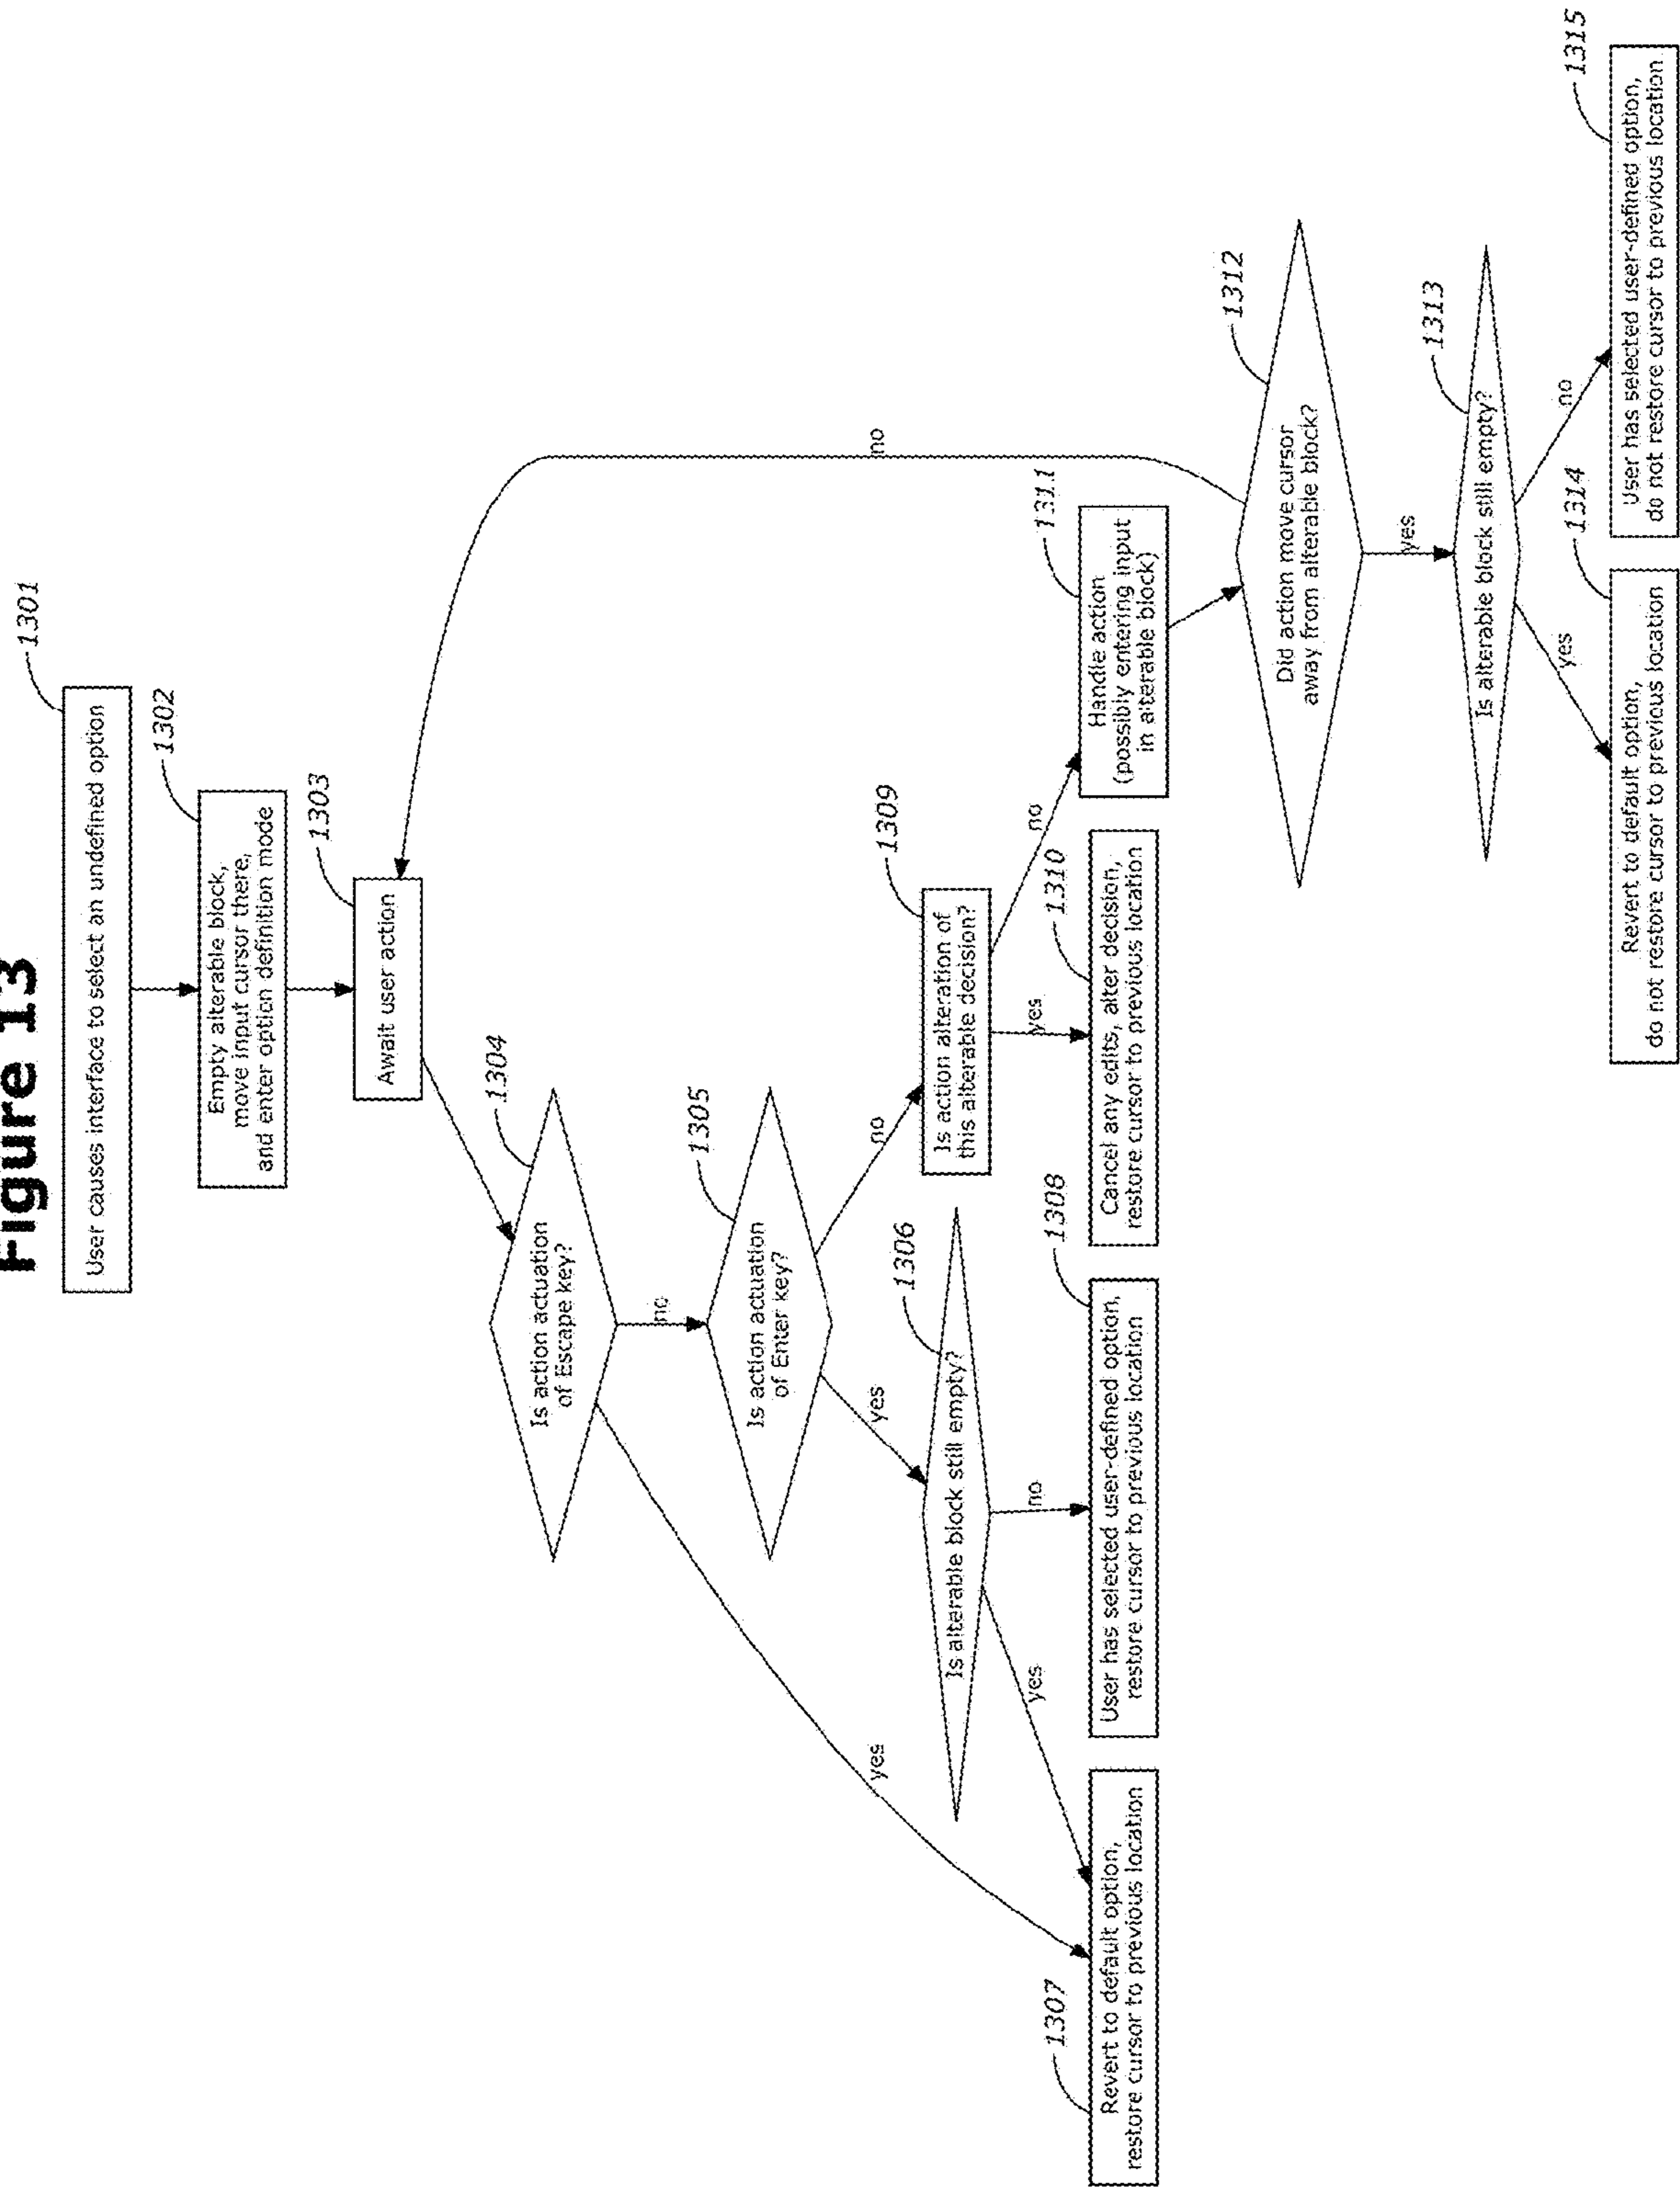 Figure 13
1301
User causes interface to select an undefined option
1302
Empty alterable block,
move input cursor there,
and enter option definition mode
1303
Await user action
1304
Is action actuation
of Escape key?
no
yes
1305
Is action actuation
of Enter key?
yes
no
1306
Is alterable block still empty?
yes
no
1309
Is action alteration of
this alterable decision?
yes
no
1307
Revert to default option,
restore cursor to previous location
1308
User has selected user-defined option,
restore cursor to previous location
1310
Cancel any edits, alter decision,
restore cursor to previous location
1311
Handle action
(possibly entering input
in alterable block)
1312
Did action move cursor
away from alterable block?
no
yes
1313
Is alterable block still empty?
yes
no
1314
Revert to default option,
do not restore cursor to previous location
1315
User has selected user-defined option,
do not restore cursor to previous location